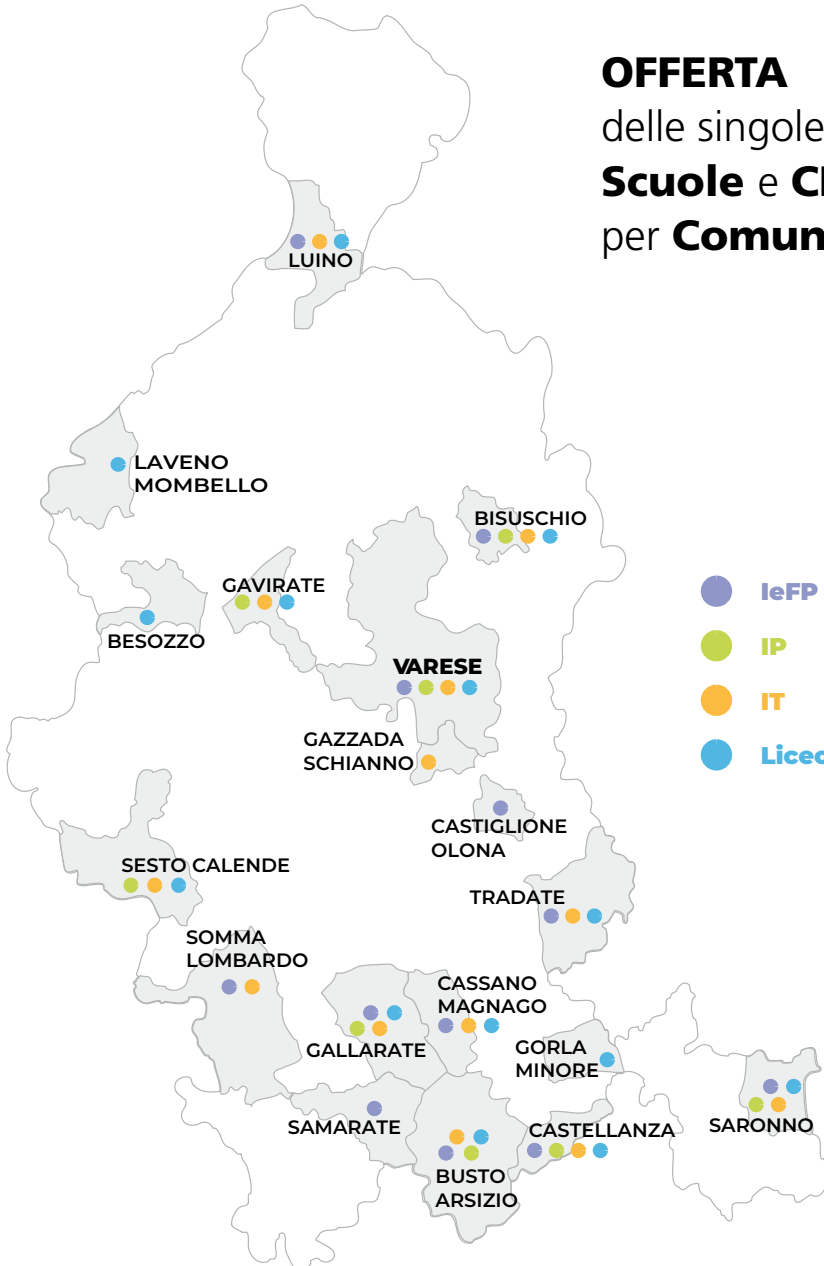 OFFERTA
delle singole
Scuole e
per
LUINO
LAVENO
MOMBELLO
BISUSCHIO
GAVIRATE
BESOZZO
VARESE
GAZZADA
SCHIANNO
CASTIGLIONE
OLONA
SESTO CALENDE
TRADATE
SOMMA
LOMBARDO
CASSANO
MAGNAGO
GALLARATE
GORLA
MINORE
SAMARATE
CASTELLANZA
SARONNO
BUSTO
ARSIZIO
IeFP
IP
IT